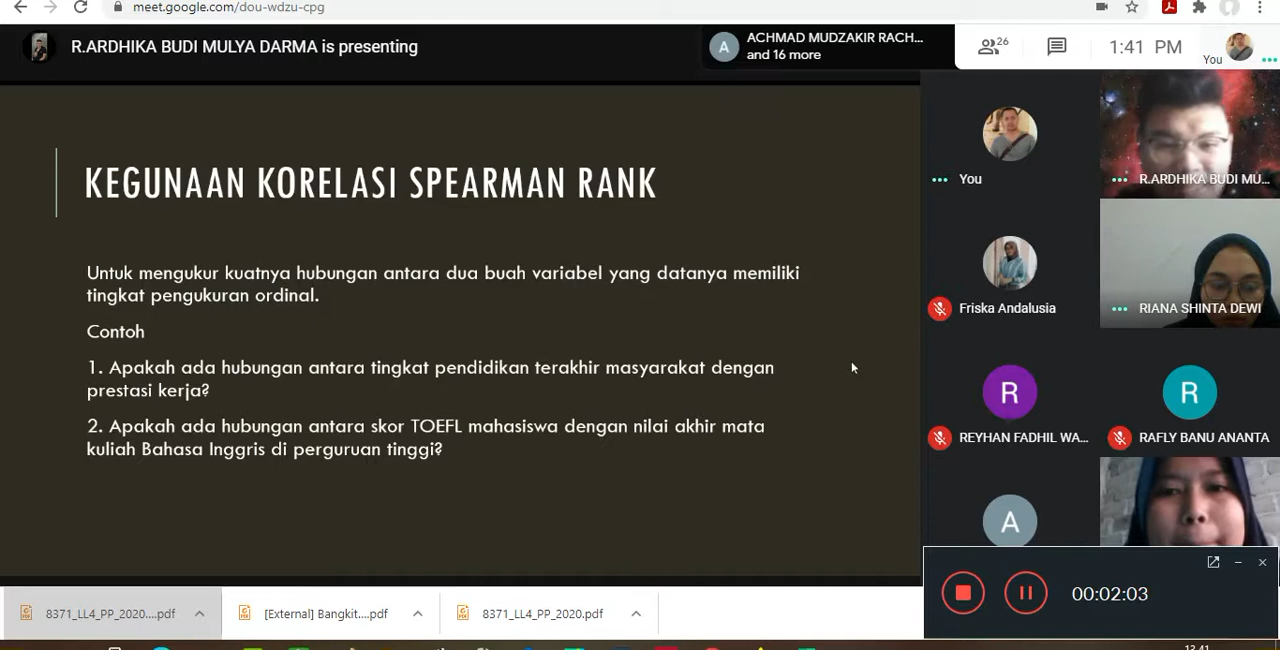 meet.google.com/dou-wdzu-cpg
R.ARDHIKA BUDI MULYA DARMA is presenting
A
ACHMAD MUDZAKIR RACH...
and 16 more
26
1:41 PM
You
KEGUNAAN KORELASI SPEARMAN RANK
Untuk mengukur kuatnya hubungan antara dua buah variabel yang datanya memiliki
tingkat pengukuran ordinal.
Contoh
1. Apakah ada hubungan antara tingkat pendidikan terakhir masyarakat dengan
prestasi kerja?
2. Apakah ada hubungan antara skor TOEFL mahasiswa dengan nilai akhir mata
kuliah Bahasa Inggris di perguruan tinggi?
You
R.ARDHIKA BUDI MU...
Friska Andalusia
RIANA SHINTA DEWI
R
REYHAN FADHIL WA...
R
RAFLY BANU ANANTA
A
00:02:03
8371_LL4_PP_2020....pdf
[External] Bangkit....pdf
8371_LL4_PP_2020.pdf